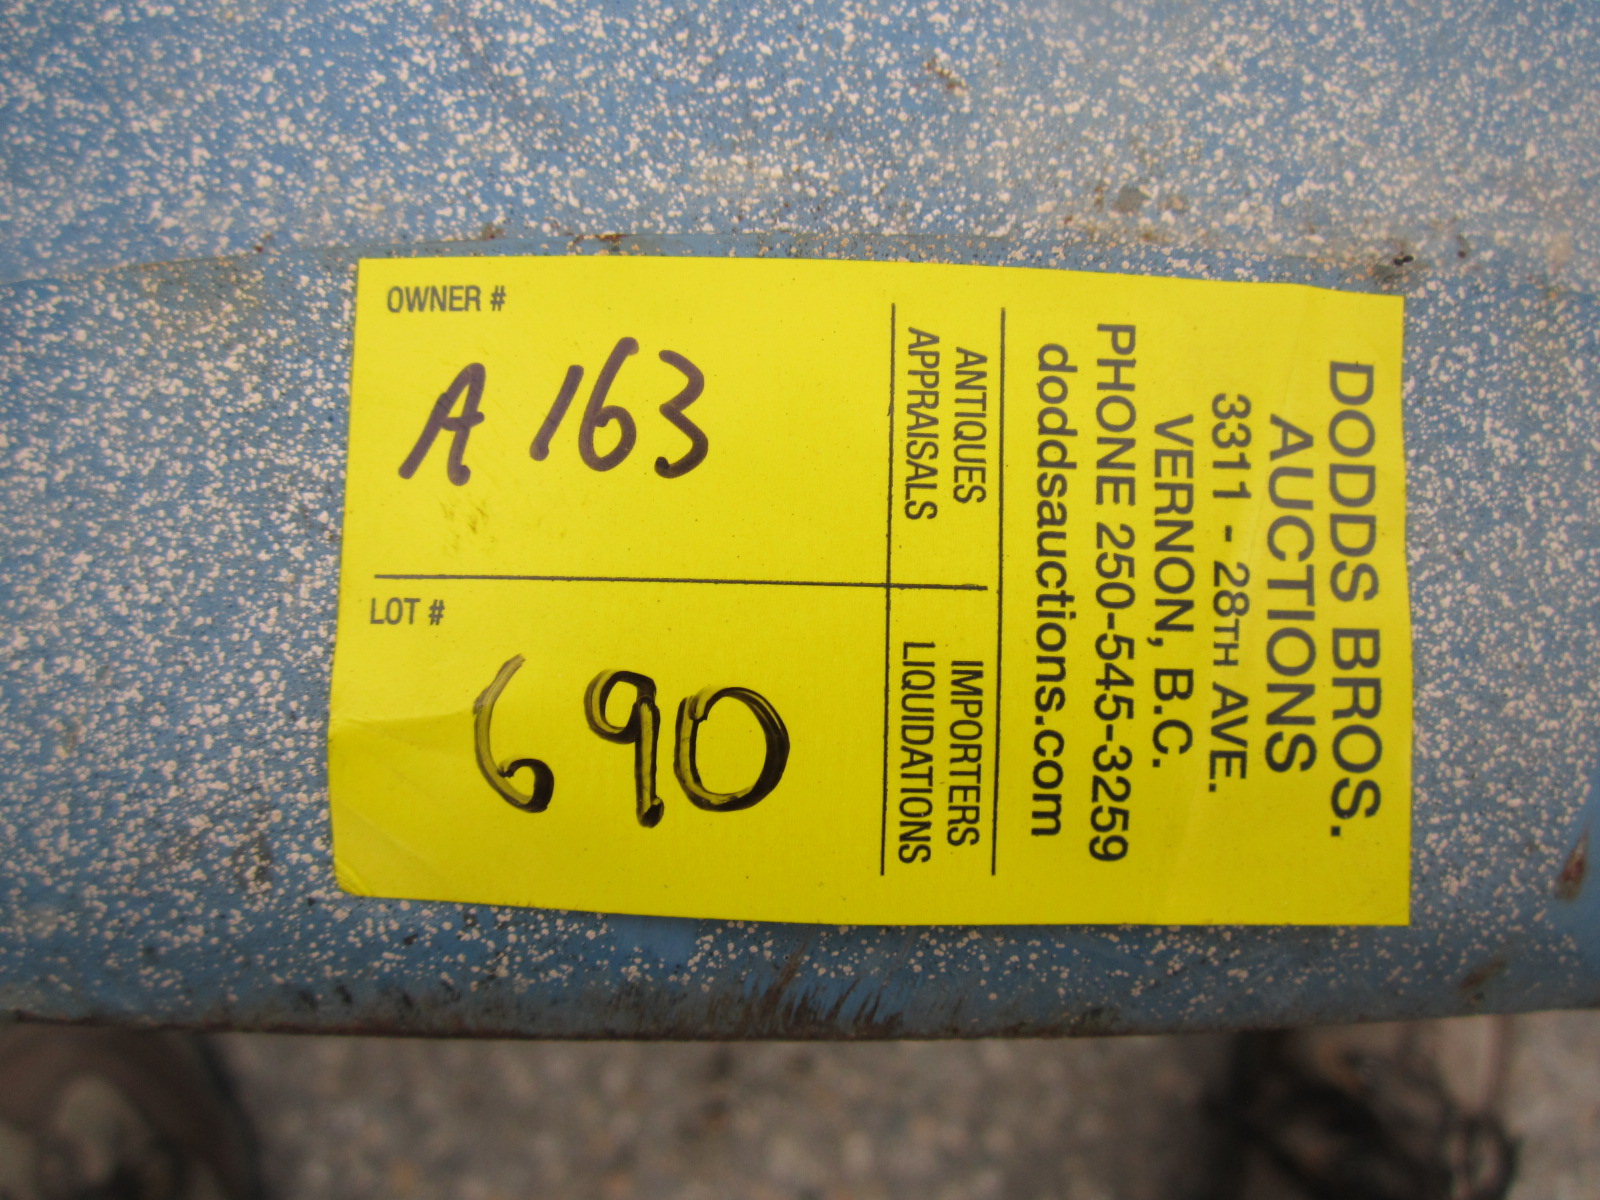 DODDS BROS.
AUCTIONS
3311 - 28TH AVE.
VERNON, B.C.
PHONE 250-545-3259
doddsauctions.com
ANTIQUES
APPRAISALS
IMPORTERS
LIQUIDATIONS
OWNER #
A 163
LOT #
690